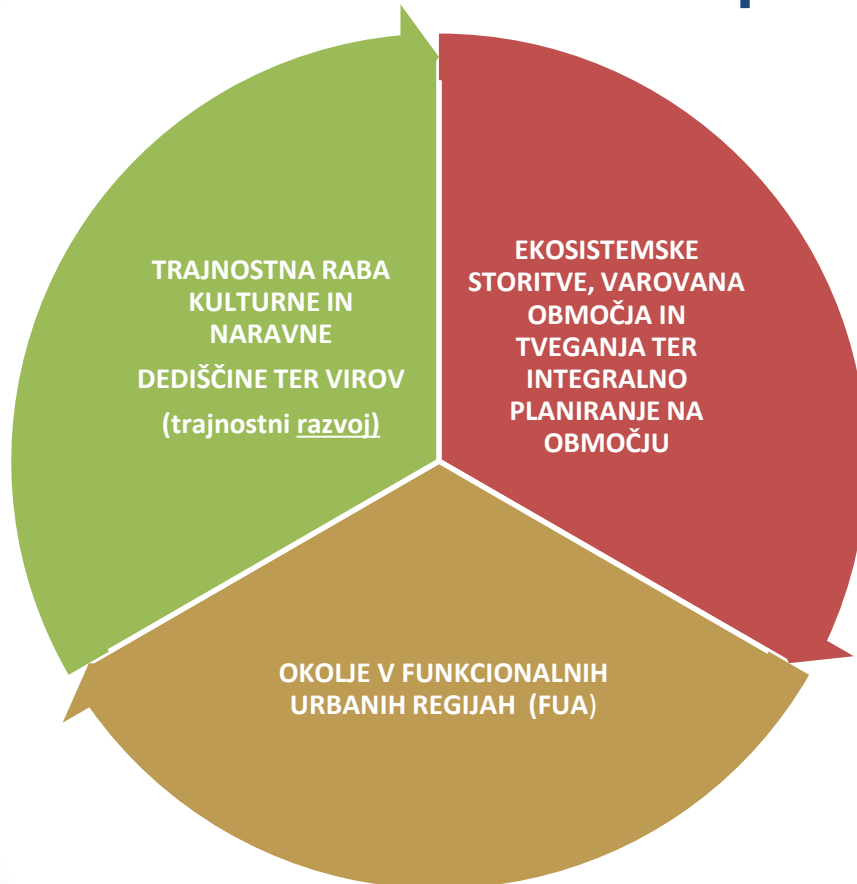 TRAJNOSTNA RABA
KULTURNE IN
NARAVNE
DEDIŠČINE TER VIROV
(trajnostni razvoj)
EKOSISTEMSKE
STORITVE, VAROVANA
OBMOČJA IN
TVEGANJA TER
INTEGRALNO
PLANIRANJE NA
OBMOČJU
OKOLJE V FUNKCIONALNIH
URBANIH REGIJAH (FUA)